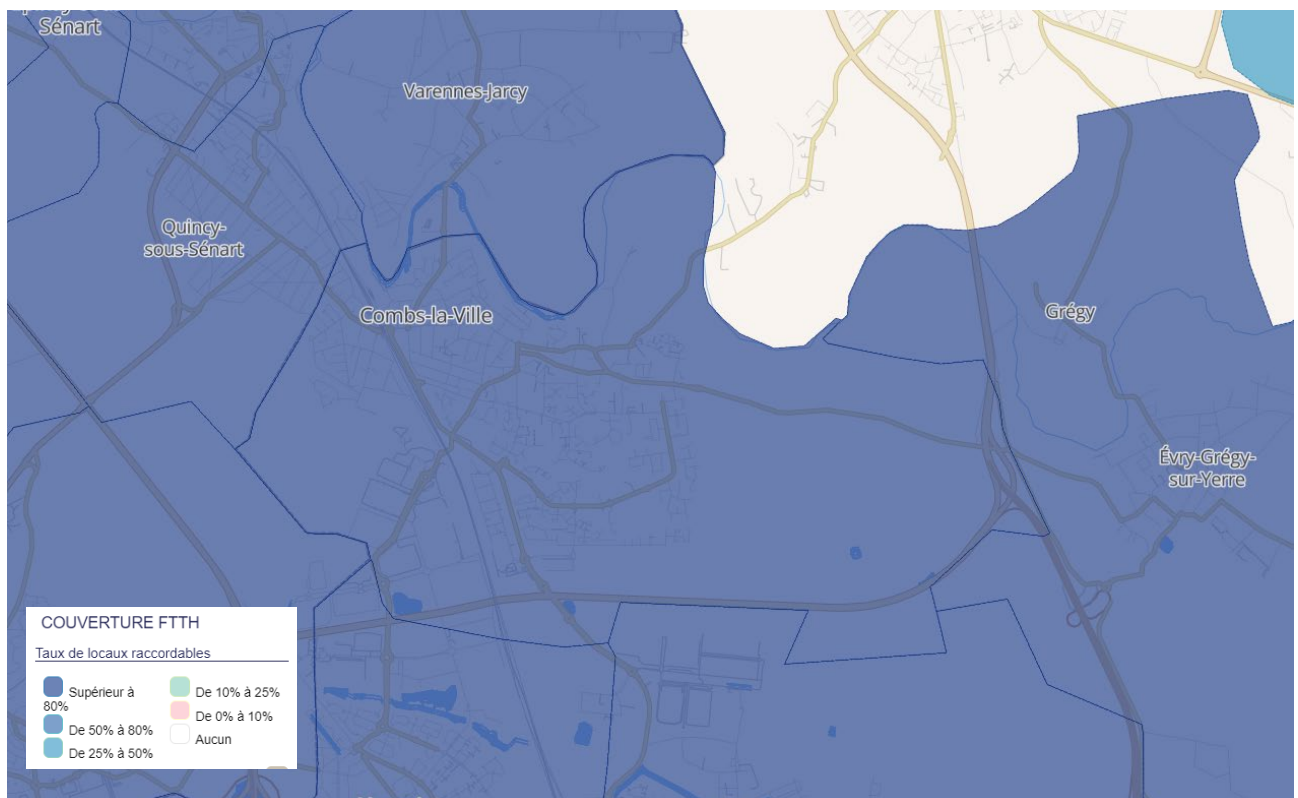 Sénart
Varennes-Jarcy
Quincy-
sous-Sénart
Combs-la-Ville
Grégy
Évry-Grégy-
sur-Yerre
COUVERTURE FTTH
Taux de locaux raccordables
Supérieur à
80%
De 50% à 80%
De 25% à 50%
De 10% à 25%
De 0% à 10%
Aucun